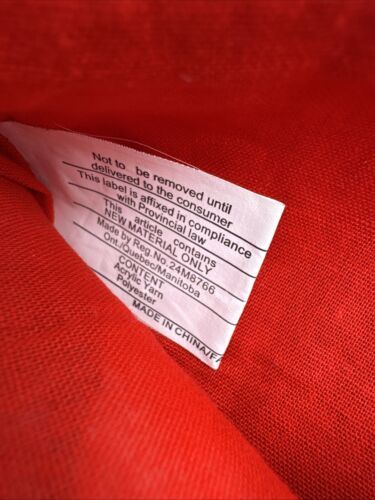 Not to be removed until
delivered to the consumer
This label is affixed in compliance
with Provincial law
This article contains
NEW MATERIAL ONLY
Made by Reg.No.24M8766
Ont./Quebec/Manitoba
CONTENT
Acrylic Yarn
Polyester
MADE IN CHINA/FA